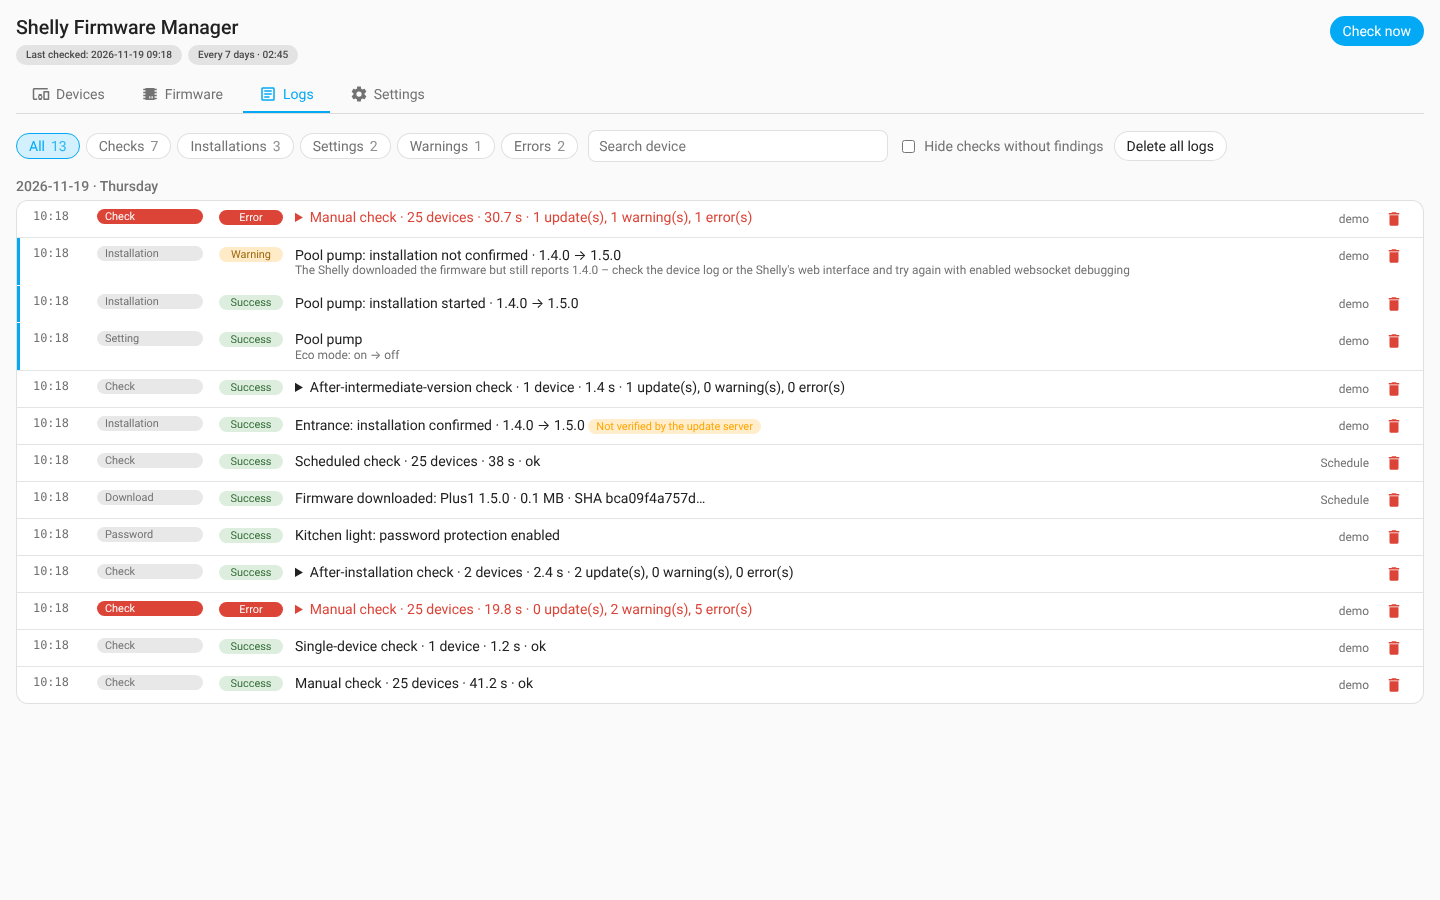 Shelly Firmware Manager
Check now
Last checked: 2026-11-19 09:18 Every 7 days · 02:45
Devices Firmware Logs Settings
All 13 Checks 7 Installations 3 Settings 2 Warnings 1 Errors 2 Search device Hide checks without findings Delete all logs
2026-11-19 · Thursday
10:18 Check Error ▶ Manual check · 25 devices · 30.7 s · 1 update(s), 1 warning(s), 1 error(s) demo
10:18 Installation Warning Pool pump: installation not confirmed · 1.4.0 → 1.5.0 demo
The Shelly downloaded the firmware but still reports 1.4.0 – check the device log or the Shelly's web interface and try again with enabled websocket debugging
10:18 Installation Success Pool pump: installation started · 1.4.0 → 1.5.0 demo
10:18 Setting Success Pool pump demo
Eco mode: on → off
10:18 Check Success ▶ After-intermediate-version check · 1 device · 1.4 s · 1 update(s), 0 warning(s), 0 error(s) demo
10:18 Installation Success Entrance: installation confirmed · 1.4.0 → 1.5.0 Not verified by the update server demo
10:18 Check Success Scheduled check · 25 devices · 38 s · ok Schedule
10:18 Download Success Firmware downloaded: Plus1 1.5.0 · 0.1 MB · SHA bca09f4a757d… Schedule
10:18 Password Success Kitchen light: password protection enabled demo
10:18 Check Success ▶ After-installation check · 2 devices · 2.4 s · 2 update(s), 0 warning(s), 0 error(s)
10:18 Check Error ▶ Manual check · 25 devices · 19.8 s · 0 update(s), 2 warning(s), 5 error(s) demo
10:18 Check Success Single-device check · 1 device · 1.2 s · ok demo
10:18 Check Success Manual check · 25 devices · 41.2 s · ok demo